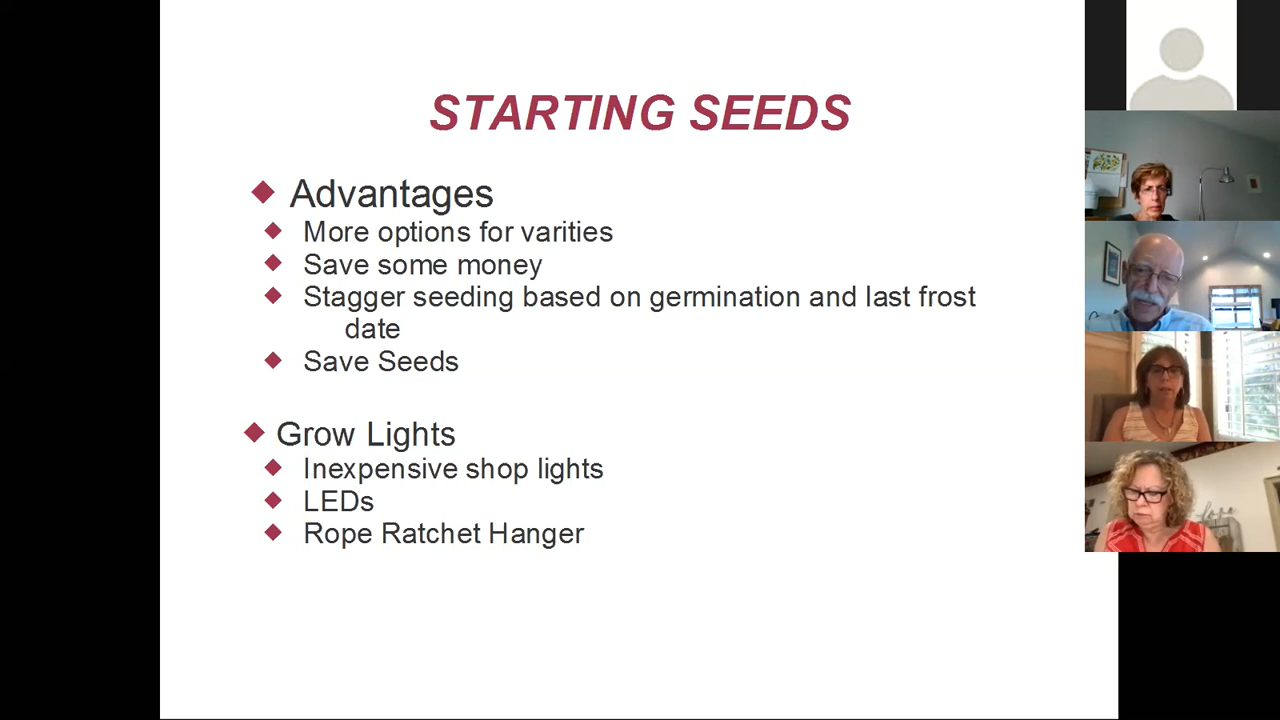 STARTING SEEDS
Advantages
More options for varities
Save some money
Stagger seeding based on germination and last frost
date
Save Seeds
Grow Lights
Inexpensive shop lights
LEDs
Rope Ratchet Hanger
love